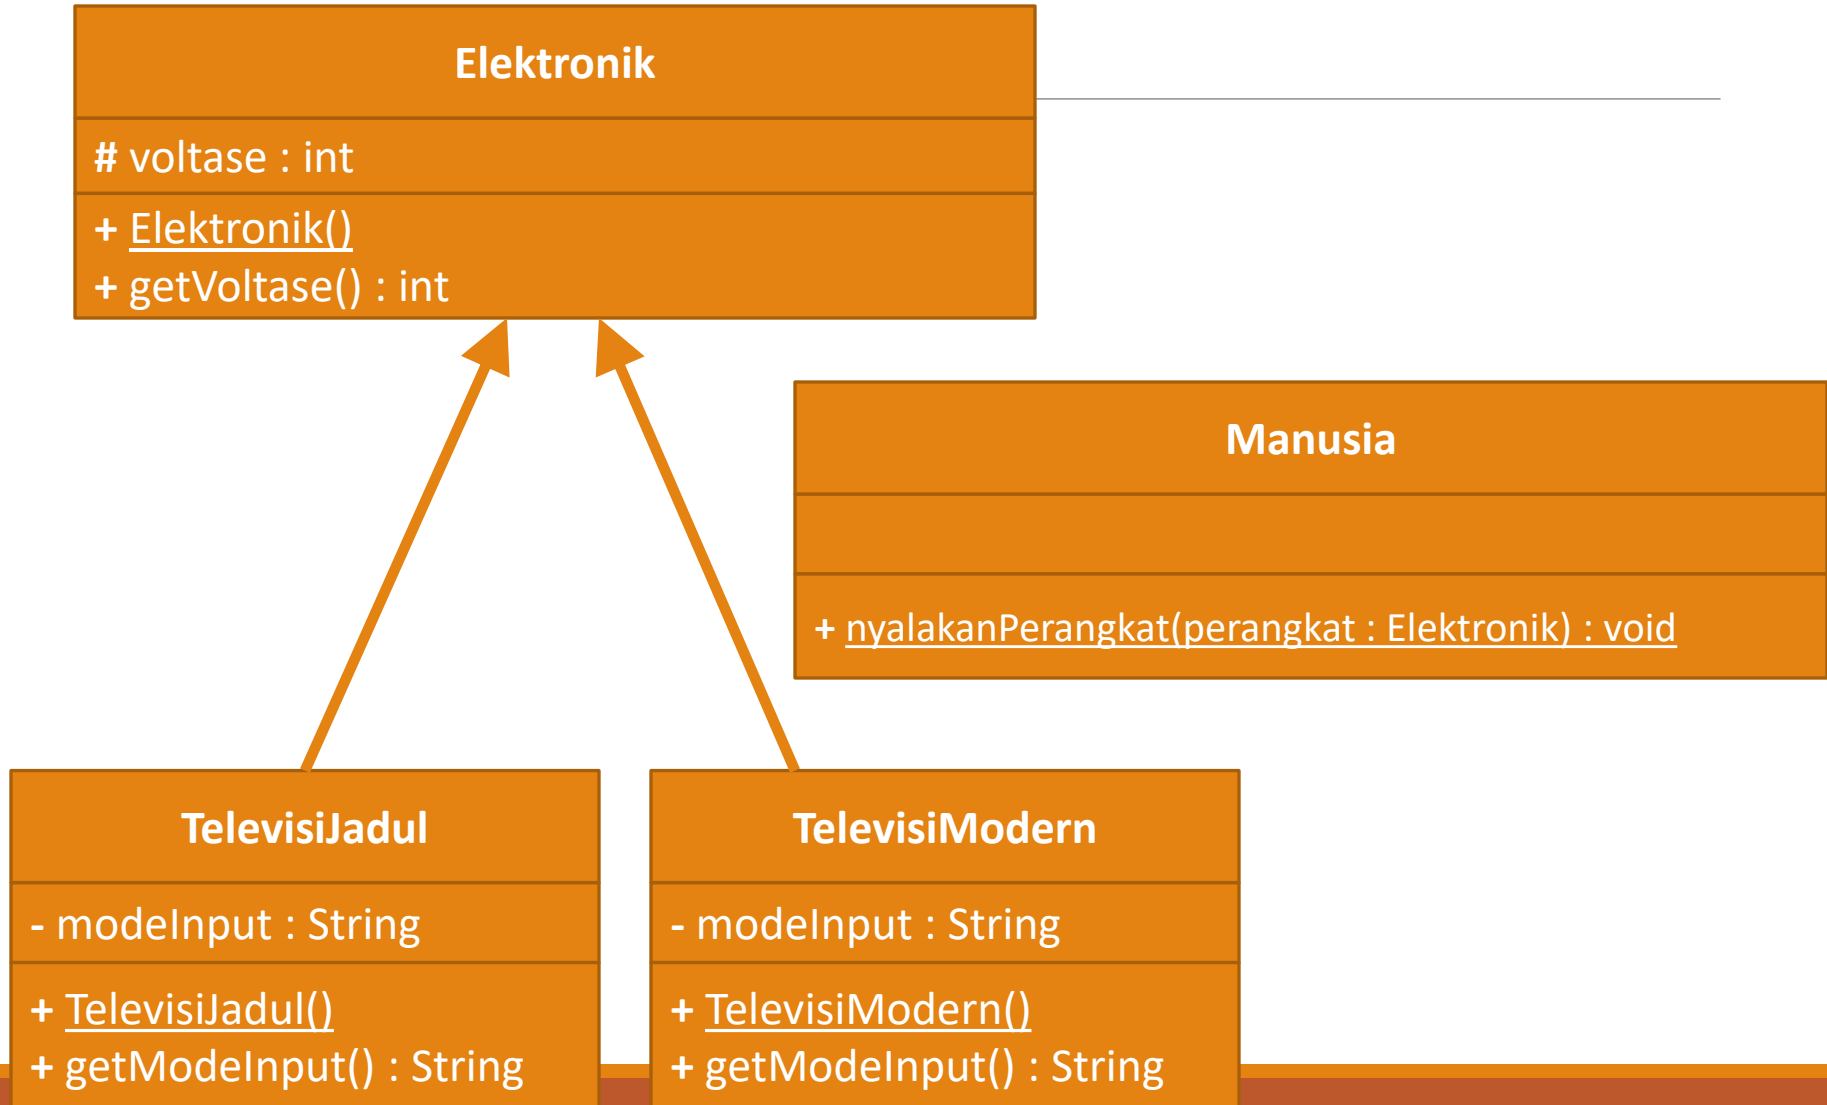 Elektronik
# voltase : int
+ Elektronik()
+ getVoltase() : int
Manusia
+ nyalakanPerangkat(perangkat : Elektronik) : void
TelevisiJadul
- modeInput : String
+ TelevisiJadul()
+ getModeInput() : String
TelevisiModern
- modeInput : String
+ TelevisiModern()
+ getModeInput() : String